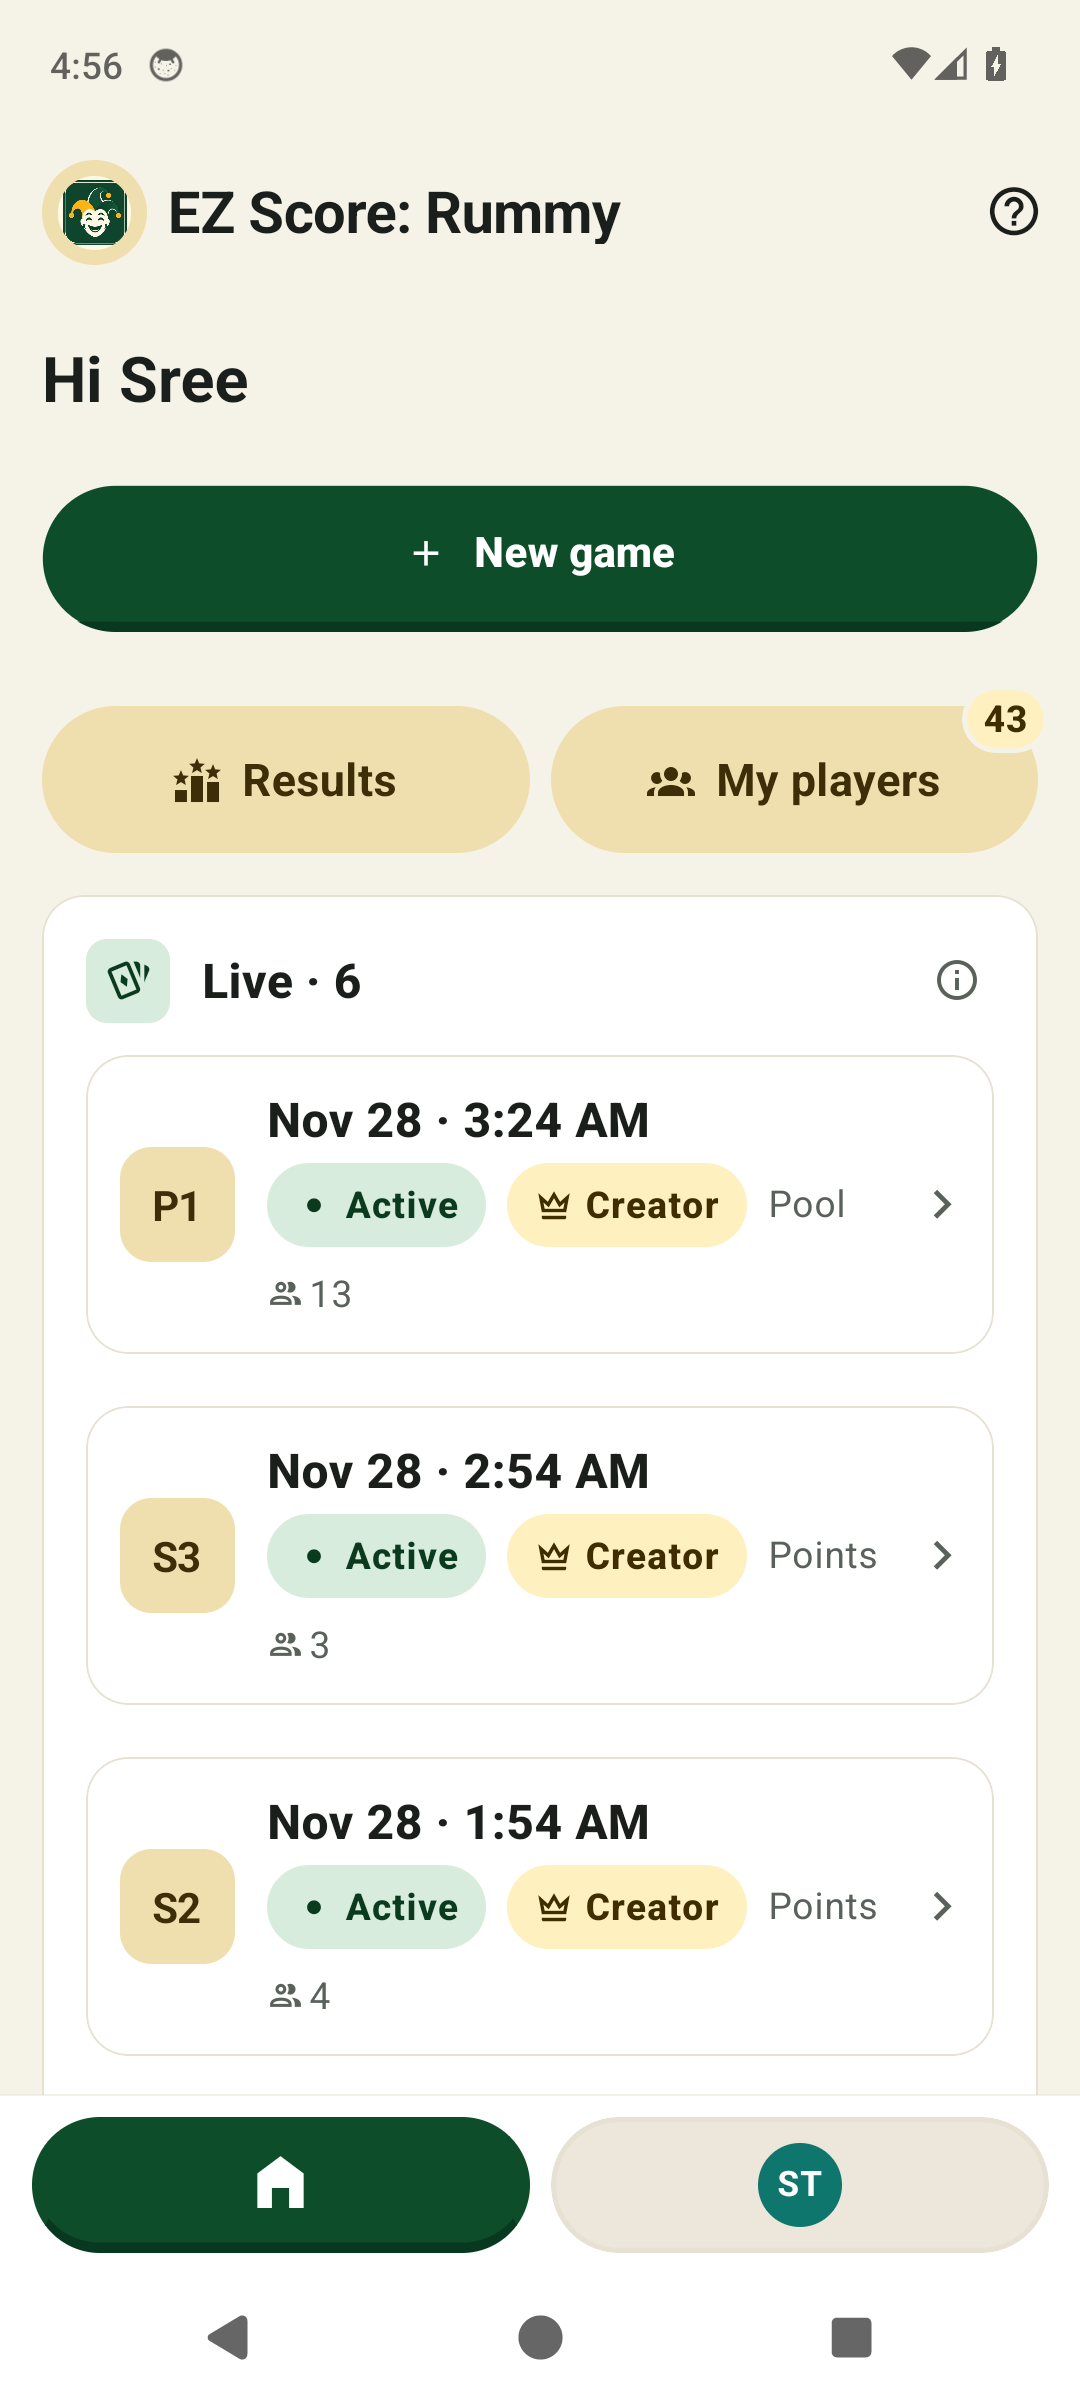 4:56
EZ Score: Rummy
Hi Sree
+ New game
Results
My players
43
Live · 6
Nov 28 · 3:24 AM
P1
• Active
Creator
Pool
13
Nov 28 · 2:54 AM
S3
• Active
Creator
Points
3
Nov 28 · 1:54 AM
S2
• Active
Creator
Points
4
ST